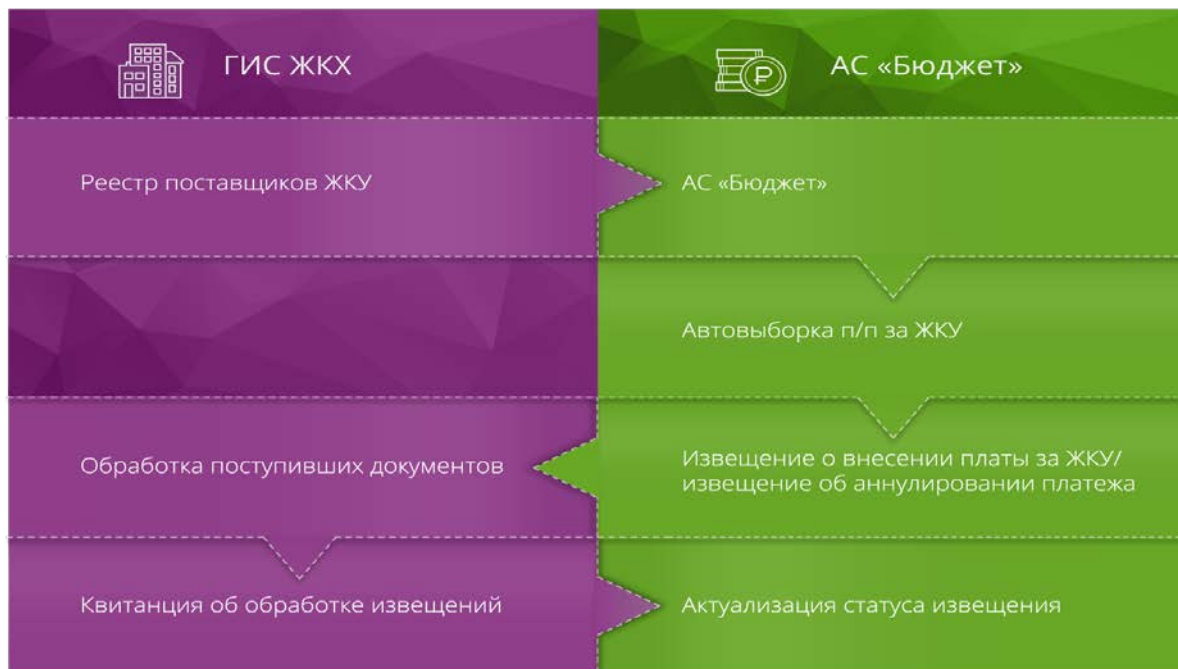 ГИС ЖКХ
АС «Бюджет»
Реестр поставщиков ЖКУ
АС «Бюджет»
Автовыборка п/п за ЖКУ
Обработка поступивших документов
Извещение о внесении платы за ЖКУ/
извещение об аннулировании платежа
Квитанция об обработке извещений
Актуализация статуса извещения